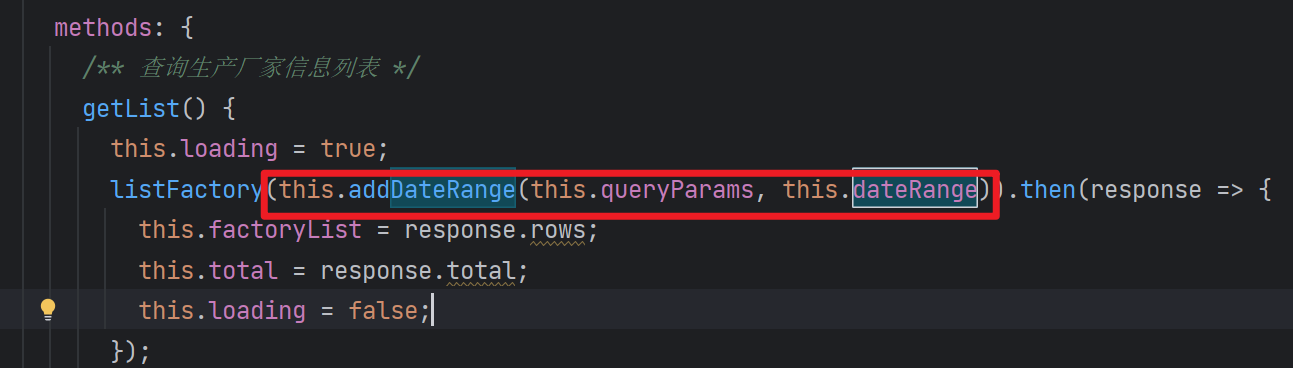 methods: {
/** 查询生产厂家信息列表 */
getList() {
this.loading = true;
listFactory(this.addDateRange(this.queryParams, this.dateRange)).then(response => {
this.factoryList = response.rows;
this.total = response.total;
this.loading = false;
});